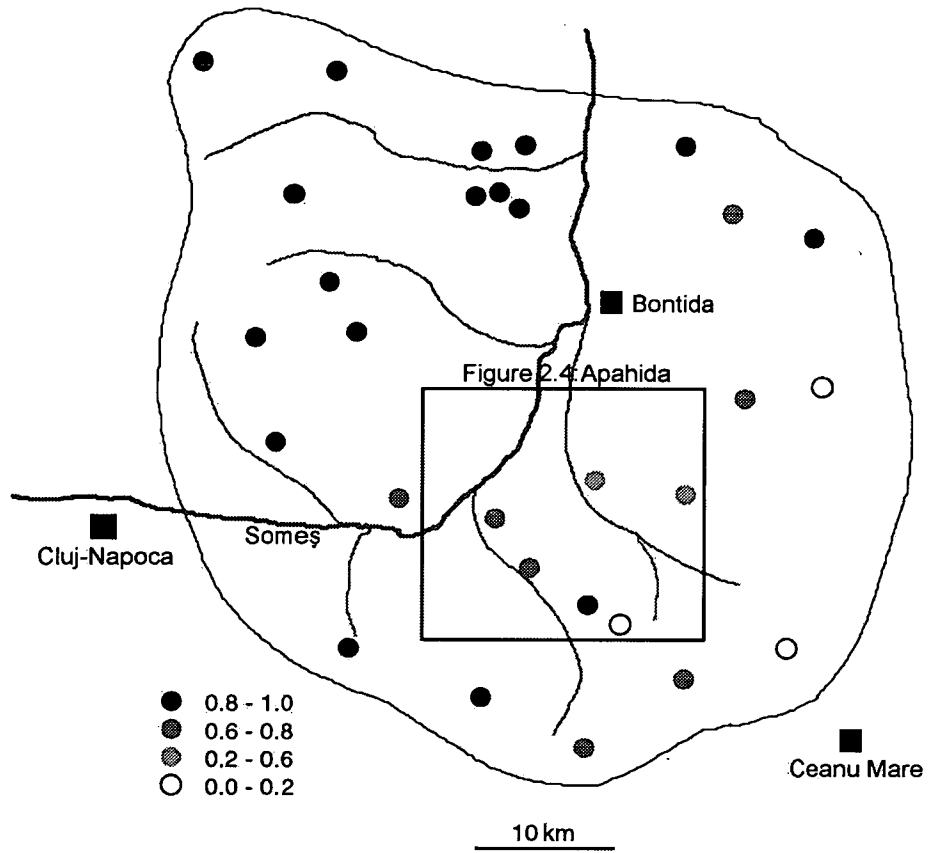 Bontida
Figure 2.4: Apahida
Someș
Cluj-Napoca
0.8 - 1.0
0.6 - 0.8
0.2 - 0.6
0.0 - 0.2
Ceanu Mare
10 km